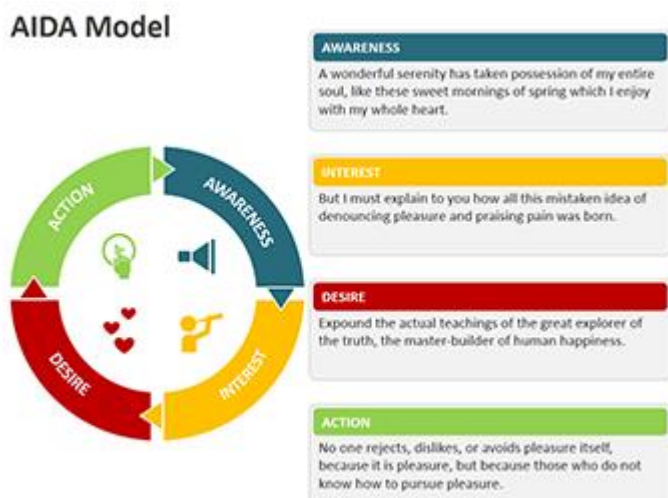 AIDA Model
AWARENESS
A wonderful serenity has taken possession of my entire
soul, like these sweet mornings of spring which I enjoy
with my whole heart.
INTEREST
But I must explain to you how all this mistaken idea of
denouncing pleasure and praising pain was born.
DESIRE
Expound the actual teachings of the great explorer of
the truth, the master-builder of human happiness.
ACTION
No one rejects, dislikes, or avoids pleasure itself,
because it is pleasure, but because those who do not
know how to pursue pleasure.
ACTION
AWARENESS
DESIRE
INTEREST